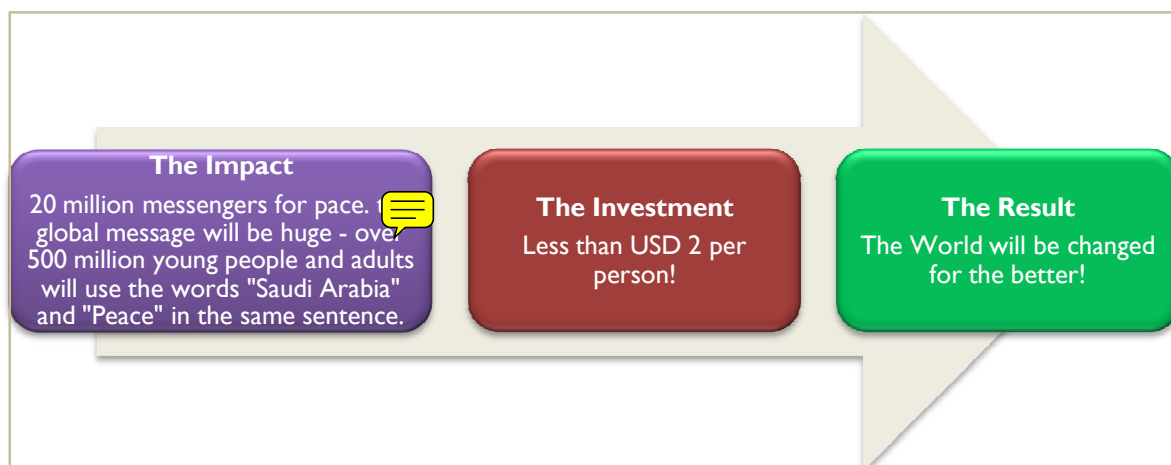 The Impact
20 million messengers for pace.
global message will be huge - over
500 million young people and adults
will use the words "Saudi Arabia"
and "Peace" in the same sentence.
The Investment
Less than USD 2 per
person!
The Result
The World will be changed
for the better!